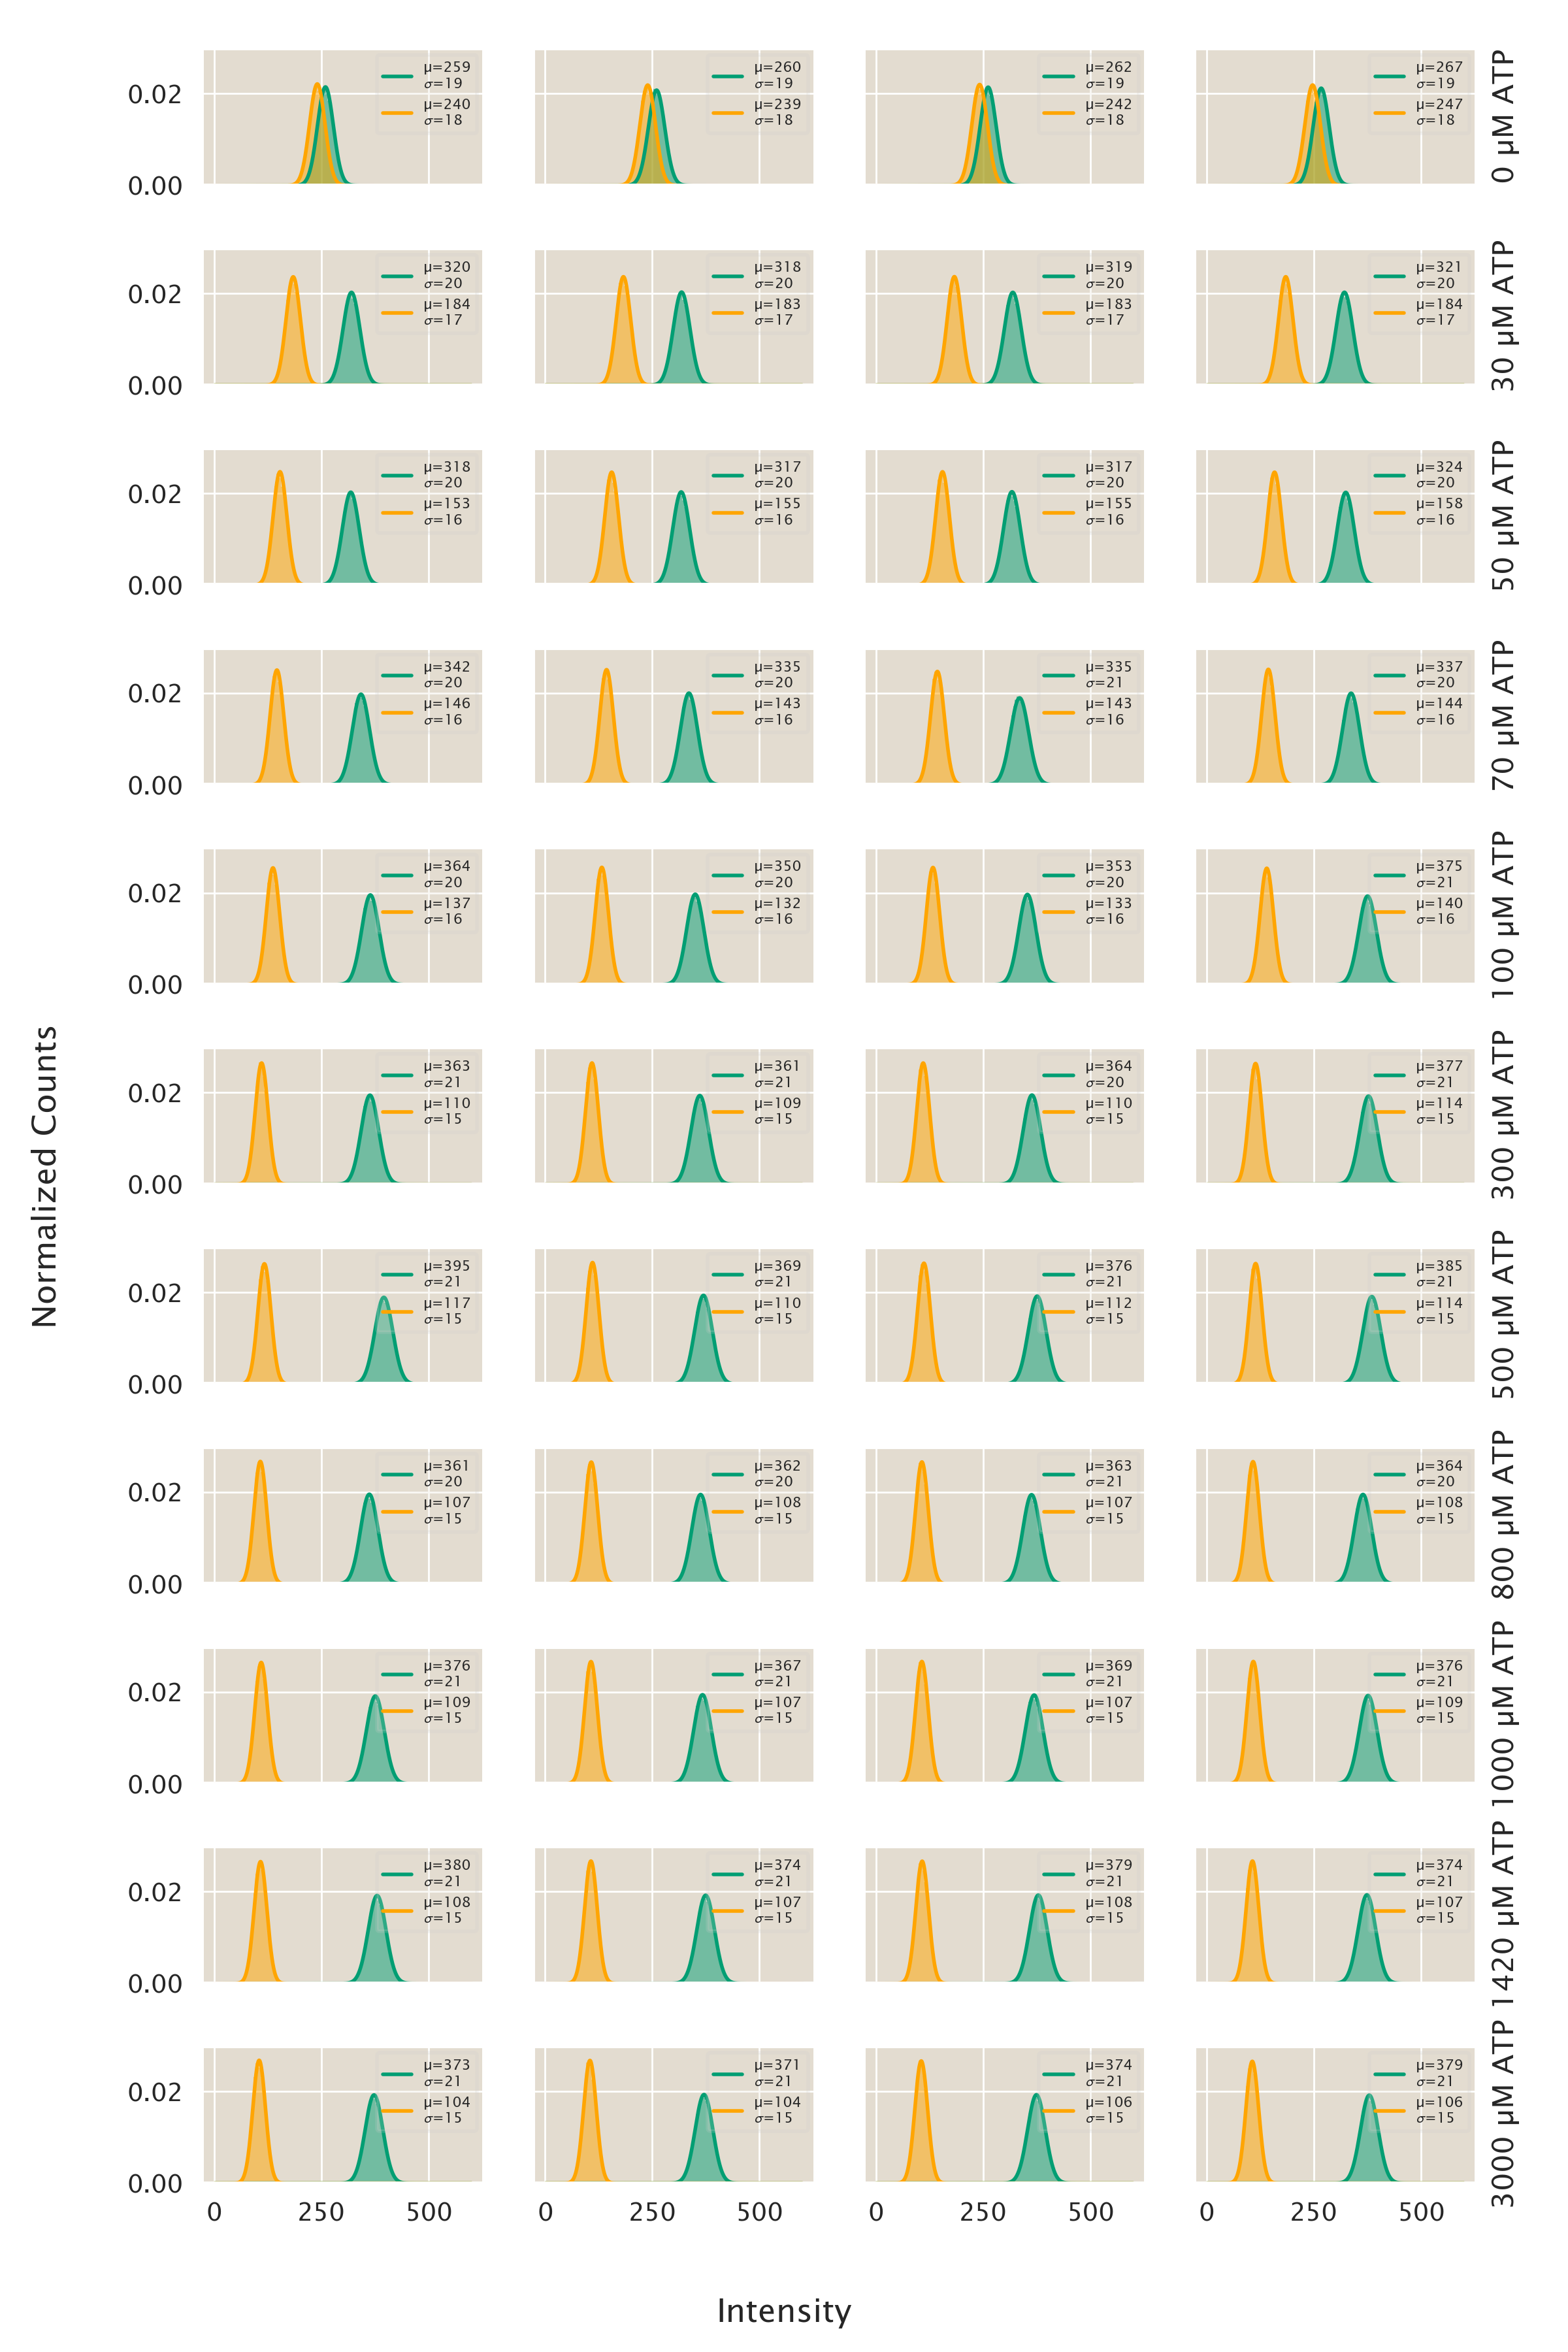 μ=259
σ=19
μ=240
σ=18
μ=260
σ=19
μ=239
σ=18
μ=262
σ=19
μ=242
σ=18
μ=267
σ=19
μ=247
σ=18
0.02
0.00
0 μM ATP
μ=320
σ=20
μ=184
σ=17
μ=318
σ=20
μ=183
σ=17
μ=319
σ=20
μ=183
σ=17
μ=321
σ=20
μ=184
σ=17
0.02
0.00
30 μM ATP
μ=318
σ=20
μ=153
σ=16
μ=317
σ=20
μ=155
σ=16
μ=317
σ=20
μ=155
σ=16
μ=324
σ=20
μ=158
σ=16
0.02
0.00
50 μM ATP
μ=342
σ=20
μ=146
σ=16
μ=335
σ=20
μ=143
σ=16
μ=335
σ=21
μ=143
σ=16
μ=337
σ=20
μ=144
σ=16
0.02
0.00
70 μM ATP
μ=364
σ=20
μ=137
σ=16
μ=350
σ=20
μ=132
σ=16
μ=353
σ=20
μ=133
σ=16
μ=375
σ=21
μ=140
σ=16
0.02
0.00
100 μM ATP
μ=363
σ=21
μ=110
σ=15
μ=361
σ=21
μ=109
σ=15
μ=364
σ=20
μ=110
σ=15
μ=377
σ=21
μ=114
σ=15
0.02
0.00
300 μM ATP
Normalized Counts
μ=395
σ=21
μ=117
σ=15
μ=369
σ=21
μ=110
σ=15
μ=376
σ=21
μ=112
σ=15
μ=385
σ=21
μ=114
σ=15
0.02
0.00
500 μM ATP
μ=361
σ=20
μ=107
σ=15
μ=362
σ=20
μ=108
σ=15
μ=363
σ=21
μ=107
σ=15
μ=364
σ=20
μ=108
σ=15
0.02
0.00
800 μM ATP
μ=376
σ=21
μ=109
σ=15
μ=367
σ=21
μ=107
σ=15
μ=369
σ=21
μ=107
σ=15
μ=376
σ=21
μ=109
σ=15
0.02
0.00
1000 μM ATP
μ=380
σ=21
μ=108
σ=15
μ=374
σ=21
μ=107
σ=15
μ=379
σ=21
μ=108
σ=15
μ=374
σ=21
μ=107
σ=15
0.02
0.00
1420 μM ATP
μ=373
σ=21
μ=104
σ=15
μ=371
σ=21
μ=104
σ=15
μ=374
σ=21
μ=106
σ=15
μ=379
σ=21
μ=106
σ=15
0.02
0.00
3000 μM ATP
0 250 500 0 250 500 0 250 500 0 250 500
Intensity